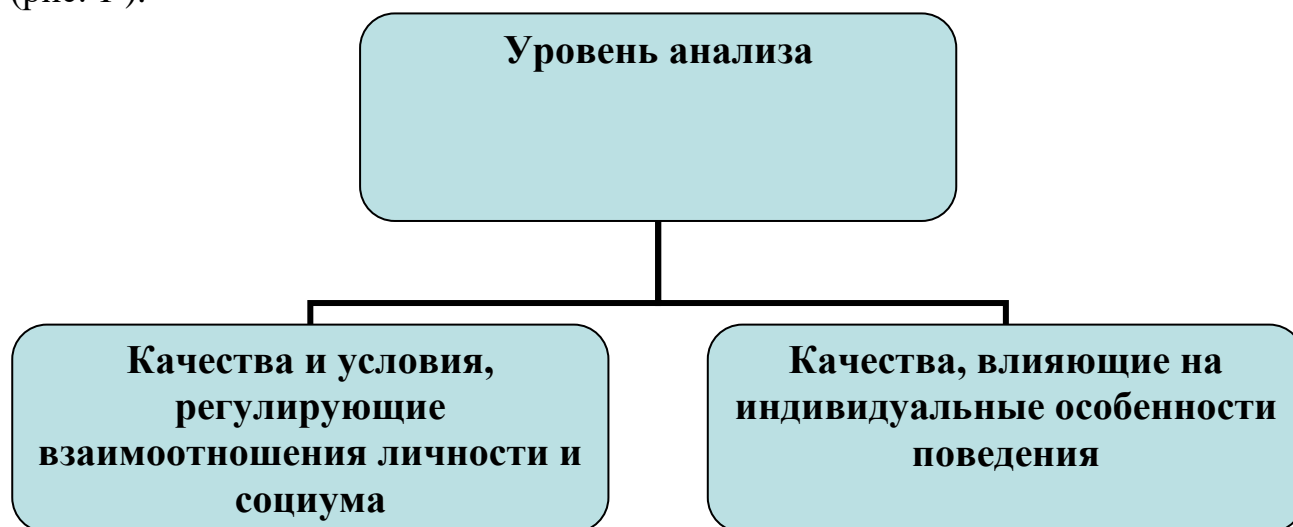 (рис. 1 ).
Уровень анализа
Качества и условия,
регулирующие
взаимоотношения личности и
социума
Качества, влияющие на
индивидуальные особенности
поведения